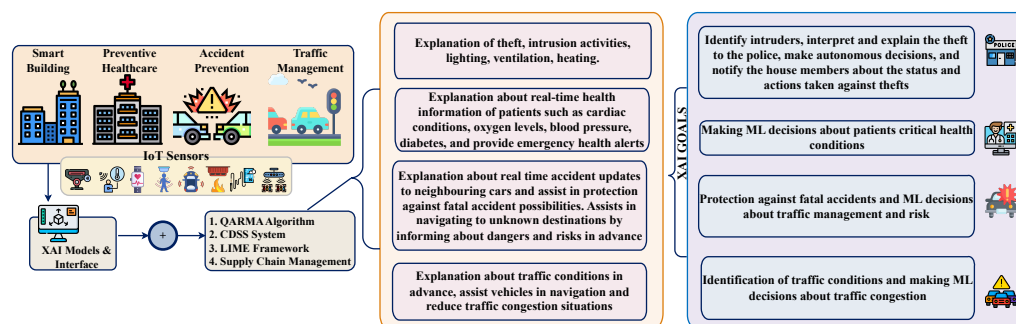 Smart
Building
Preventive
Healthcare
Accident
Prevention
Traffic
Management
IoT Sensors
XAI Models &
Interface
+
1. QARMA Algorithm
2. CDSS System
3. LIME Framework
4. Supply Chain Management
Explanation of theft, intrusion activities,
lighting, ventilation, heating.
Explanation about real-time health
information of patients such as cardiac
conditions, oxygen levels, blood pressure,
diabetes, and provide emergency health alerts
Explanation about real time accident updates
to neighbouring cars and assist in protection
against fatal accident possibilities. Assists in
navigating to unknown destinations by
informing about dangers and risks in advance
Explanation about traffic conditions in
advance, assist vehicles in navigation and
reduce traffic congestion situations
XAI GOALS
Identify intruders, interpret and explain the theft
to the police, make autonomous decisions, and
notify the house members about the status and
actions taken against thefts
POLICE
Making ML decisions about patients critical health
conditions
Protection against fatal accidents and ML decisions
about traffic management and risk
Identification of traffic conditions and making ML
decisions about traffic congestion